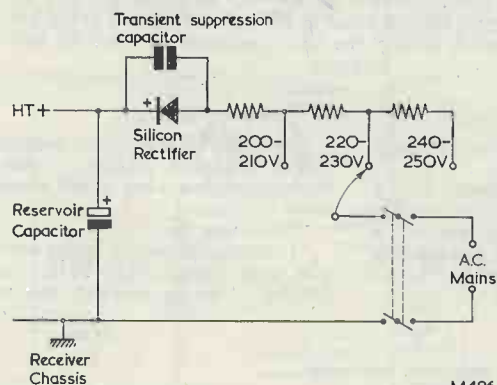 Transient suppression
capacitor
HT+
+
Silicon
Rectifier
200-
210V
220-
230V
240-
250V
+
Reservoir
Capacitor
A.C.
Mains
Receiver
Chassis